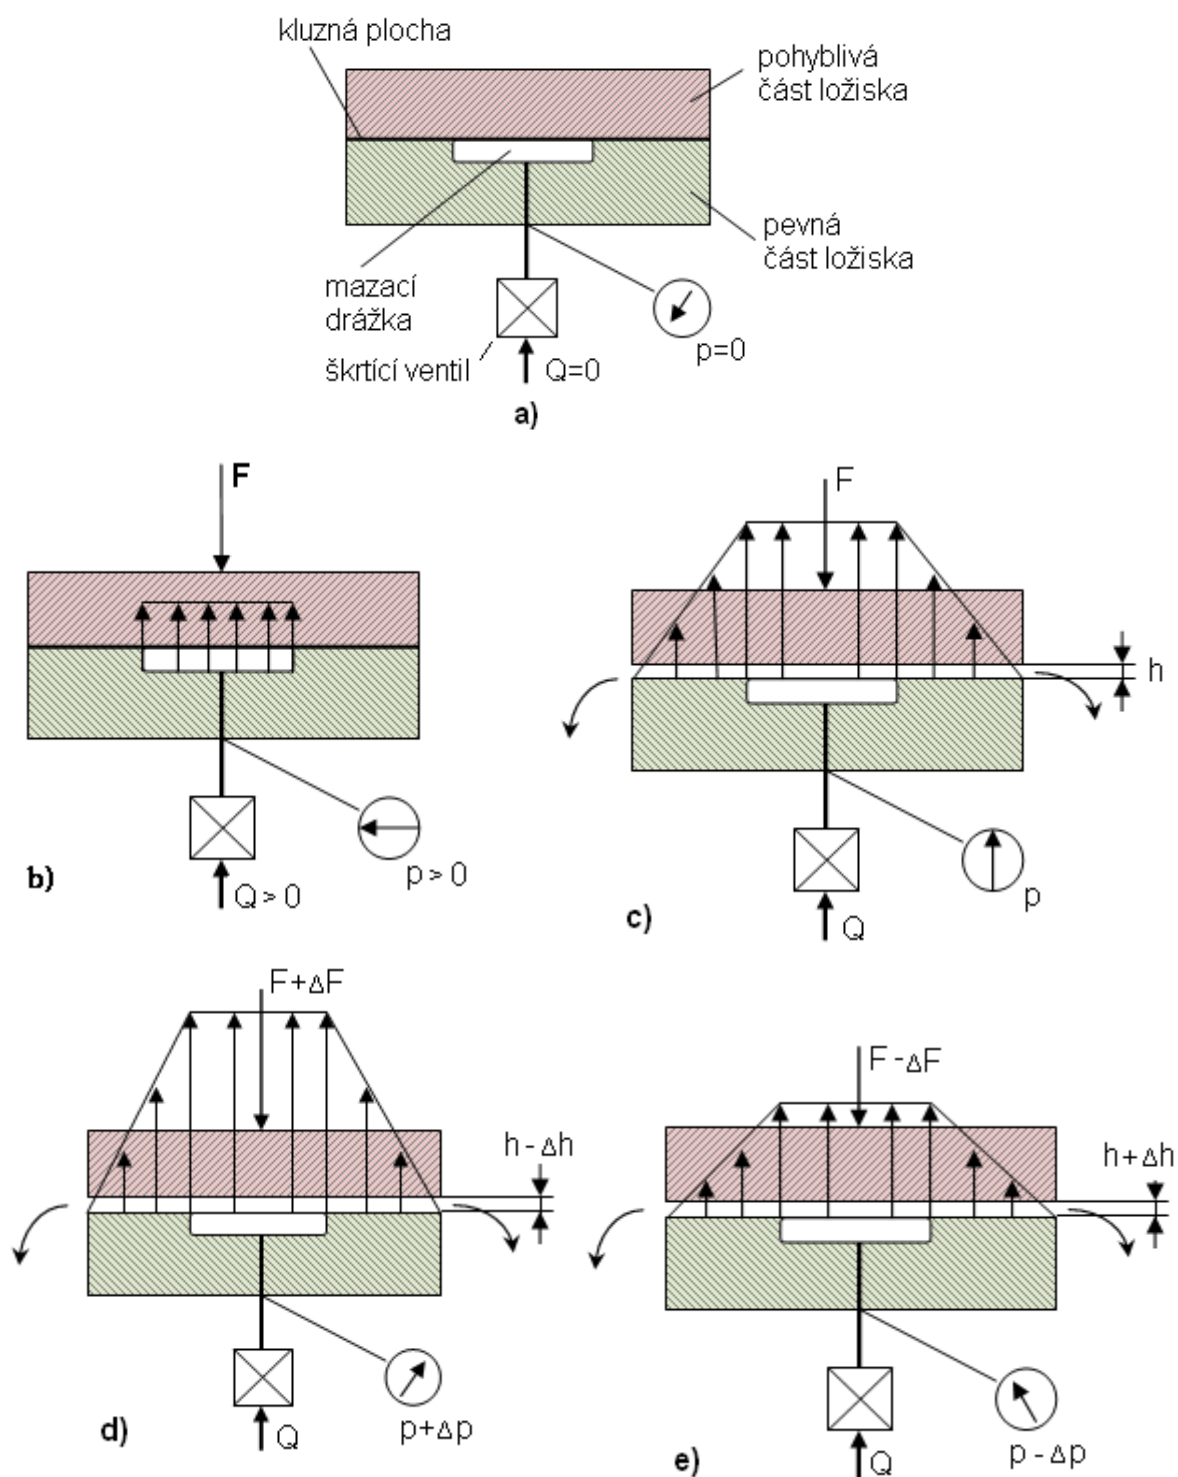 kluzná plocha
pohyblivá
část ložiska
pevná
část ložiska
mazací
drážka
škrtící ventil
Q=0
p=0
a)
F
Q > 0
p > 0
b)
F
h
Q
p
c)
F+ΔF
h-Δh
Q
p+Δp
d)
F-ΔF
h+Δh
Q
p-Δp
e)